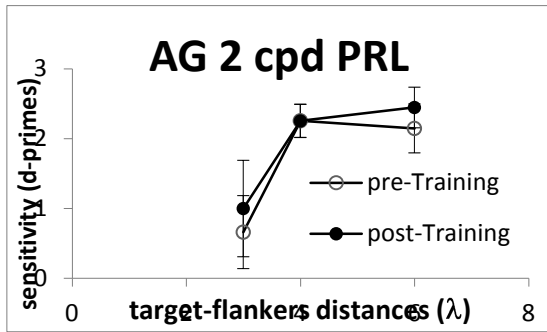 AG 2 cpd PRL
3
2
1
0
sensitivity (d-primes)
pre-Training
post-Training
0 2 4 6 8
target-flankers distances (λ)